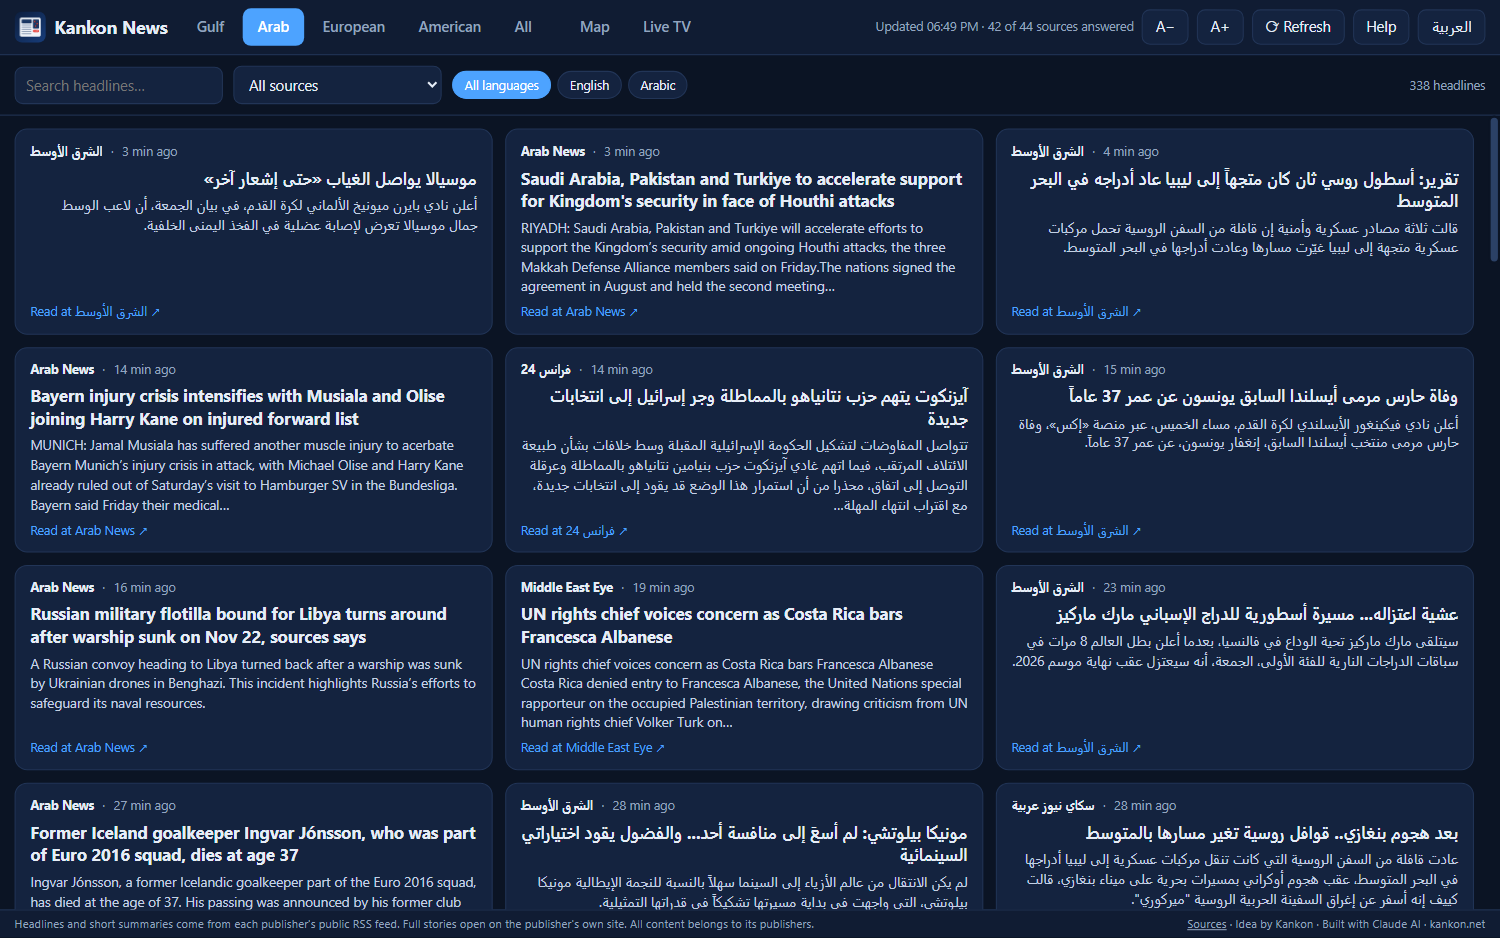 Kankon News
Gulf
Arab
European
American
All
Map
Live TV
Updated 06:49 PM · 42 of 44 sources answered
A−
A+
⟳ Refresh
Help
العربية
Search headlines...
All sources
All languages
English
Arabic
338 headlines
الشرق الأوسط · 3 min ago
موسيالا يواصل الغياب «حتى إشعار آخر»
أعلن نادي بايرن ميونيخ الألماني لكرة القدم، في بيان الجمعة، أن لاعب الوسط
جمال موسيالا تعرض لإصابة عضلية في الفخذ اليمنى الخلفية.
Read at الشرق الأوسط ↗
Arab News · 3 min ago
Saudi Arabia, Pakistan and Turkiye to accelerate support
for Kingdom's security in face of Houthi attacks
RIYADH: Saudi Arabia, Pakistan and Turkiye will accelerate efforts to
support the Kingdom's security amid ongoing Houthi attacks, the three
Makkah Defense Alliance members said on Friday.The nations signed the
agreement in August and held the second meeting...
Read at Arab News ↗
الشرق الأوسط · 4 min ago
تقرير: أسطول روسي ثان كان متجهاً إلى ليبيا عاد أدراجه في البحر
المتوسط
قالت ثلاثة مصادر عسكرية وأمنية إن قافلة من السفن الروسية تحمل مركبات
عسكرية متجهة إلى ليبيا غيّرت مسارها وعادت أدراجها في البحر المتوسط.
Read at الشرق الأوسط ↗
Arab News · 14 min ago
Bayern injury crisis intensifies with Musiala and Olise
joining Harry Kane on injured forward list
MUNICH: Jamal Musiala has suffered another muscle injury to acerbate
Bayern Munich's injury crisis in attack, with Michael Olise and Harry Kane
already ruled out of Saturday's visit to Hamburger SV in the Bundesliga.
Bayern said Friday their medical...
Read at Arab News ↗
فرانس 24 · 14 min ago
آيزنكوت يتهم حزب نتانياهو بالمماطلة وجر إسرائيل إلى انتخابات
جديدة
تتواصل المفاوضات لتشكيل الحكومة الإسرائيلية المقبلة وسط خلافات بشأن طبيعة
الائتلاف المرتقب، فيما اتهم غادي آيزنكوت حزب بنيامين نتانياهو بالمماطلة وعرقلة
التوصل إلى اتفاق، محذرا من أن استمرار هذا الوضع قد يقود إلى انتخابات جديدة،
مع اقتراب انتهاء المهلة...
Read at فرانس 24 ↗
الشرق الأوسط · 15 min ago
وفاة حارس مرمى أيسلندا السابق يونسون عن عمر 37 عاماً
أعلن نادي فيكينغور الأيسلندي لكرة القدم، مساء الخميس، عبر منصة «إكس»، وفاة
حارس مرمى منتخب أيسلندا السابق، إنغفار يونسون، عن عمر 37 عاماً.
Read at الشرق الأوسط ↗
Arab News · 16 min ago
Russian military flotilla bound for Libya turns around
after warship sunk on Nov 22, sources says
A Russian convoy heading to Libya turned back after a warship was sunk
by Ukrainian drones in Benghazi. This incident highlights Russia's efforts to
safeguard its naval resources.
Read at Arab News ↗
Middle East Eye · 19 min ago
UN rights chief voices concern as Costa Rica bars
Francesca Albanese
UN rights chief voices concern as Costa Rica bars Francesca Albanese
Costa Rica denied entry to Francesca Albanese, the United Nations special
rapporteur on the occupied Palestinian territory, drawing criticism from UN
human rights chief Volker Turk on...
Read at Middle East Eye ↗
الشرق الأوسط · 23 min ago
عشية اعتزاله... مسيرة أسطورية للدراج الإسباني مارك ماركيز
سيتلقى مارك ماركيز تحية الوداع في فالنسيا، بعدما أعلن بطل العالم 8 مرات في
سباقات الدراجات النارية للفئة الأولى، الجمعة، أنه سيعتزل عقب نهاية موسم 2026.
Read at الشرق الأوسط ↗
Arab News · 27 min ago
Former Iceland goalkeeper Ingvar Jónsson, who was part
of Euro 2016 squad, dies at age 37
Ingvar Jónsson, a former Icelandic goalkeeper part of the Euro 2016 squad,
has died at the age of 37. His passing was announced by his former club
الشرق الأوسط · 28 min ago
مونيكا بيلوتشي: لم أسعَ إلى منافسة أحد... والفضول يقود اختياراتي
السينمائية
لم يكن الانتقال من عالم الأزياء إلى السينما سهلاً بالنسبة للنجمة الإيطالية مونيكا
بيلوتشي، التي واجهت في بداية مسيرتها تشكيكاً في قدراتها التمثيلية.
سكاي نيوز عربية · 28 min ago
بعد هجوم بنغازي.. قوافل روسية تغير مسارها بالمتوسط
عادت قافلة من السفن الروسية التي كانت تنقل مركبات عسكرية إلى ليبيا أدراجها
في البحر المتوسط، عقب هجوم أوكراني بمسيرات بحرية على ميناء بنغازي، قالت
كييف إنه أسفر عن إغراق السفينة الحربية الروسية "ميركوري".
Headlines and short summaries come from each publisher's public RSS feed. Full stories open on the publisher's own site. All content belongs to its publishers.
Sources · Idea by Kankon · Built with Claude AI · kankon.net